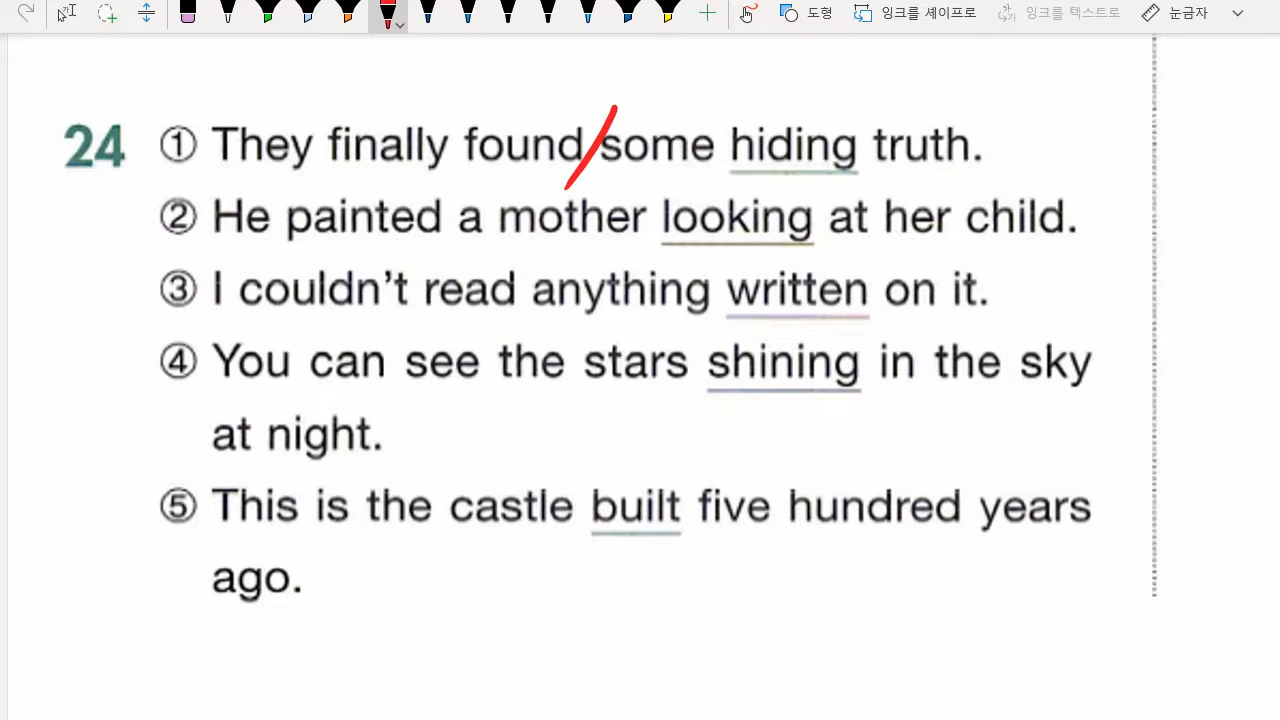 도형 잉크를 셰이프로 잉크를 텍스트로 눈금자
24 ① They finally found some hiding truth.
② He painted a mother looking at her child.
③ I couldn't read anything written on it.
④ You can see the stars shining in the sky
at night.
⑤ This is the castle built five hundred years
ago.